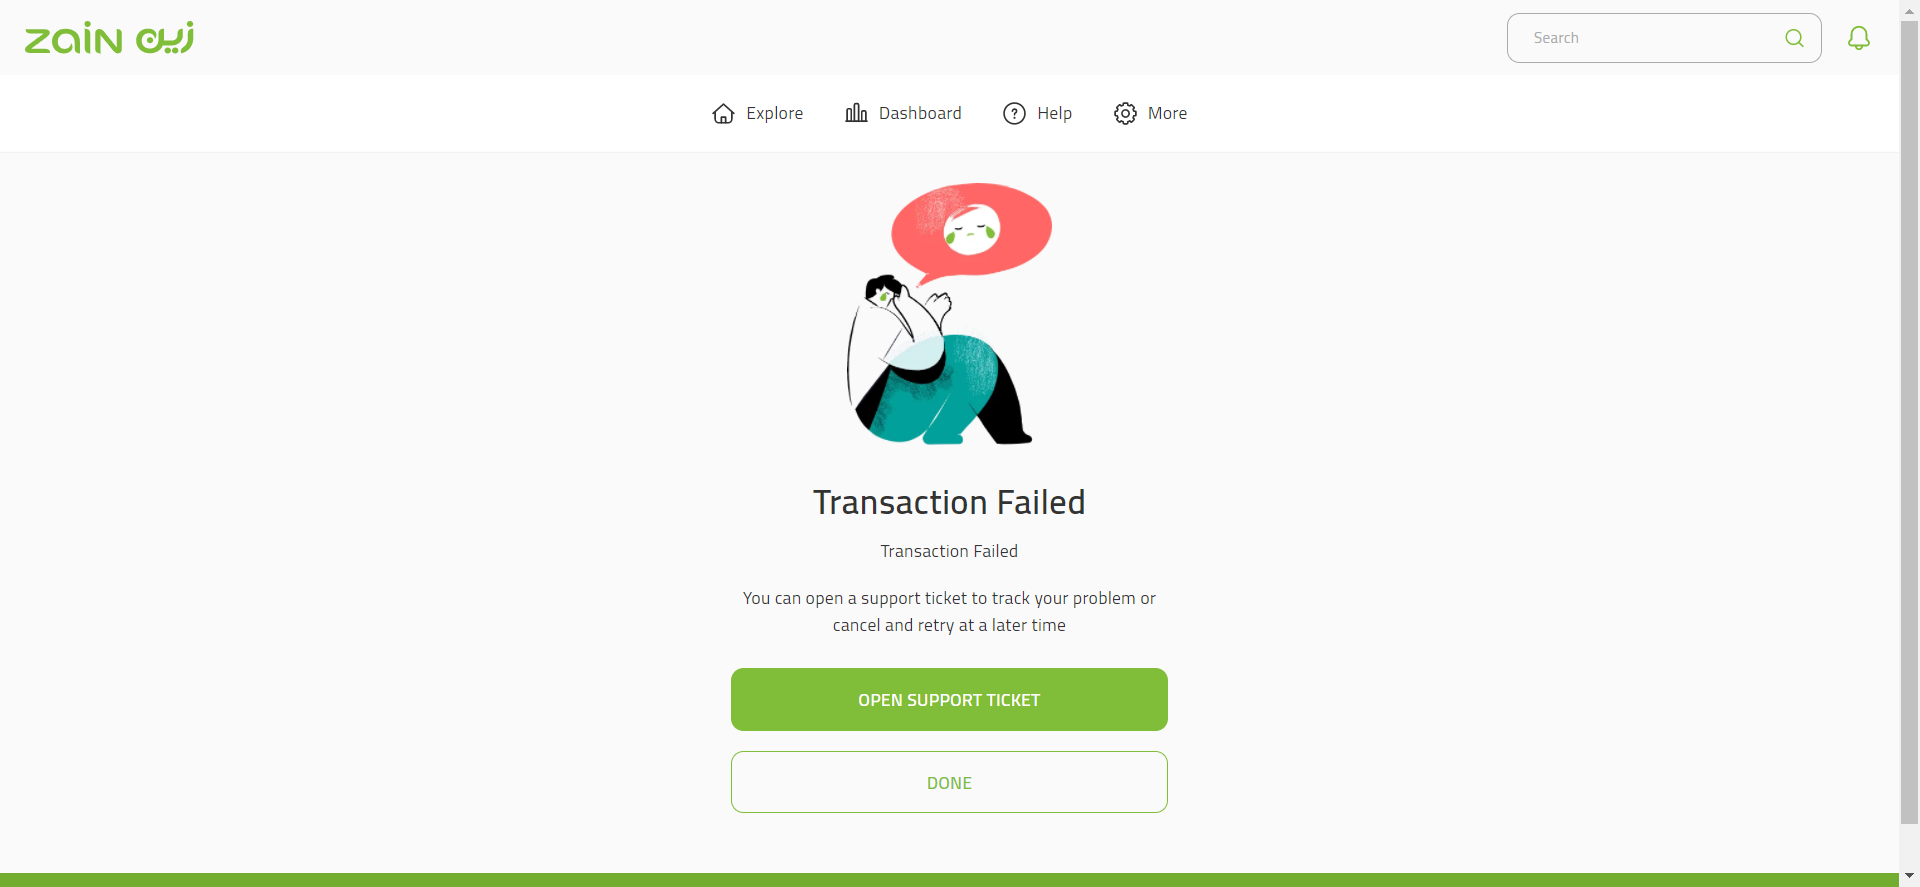 zain زين
Search
Explore
Dashboard
Help
More
Transaction Failed
Transaction Failed
You can open a support ticket to track your problem or
cancel and retry at a later time
OPEN SUPPORT TICKET
DONE